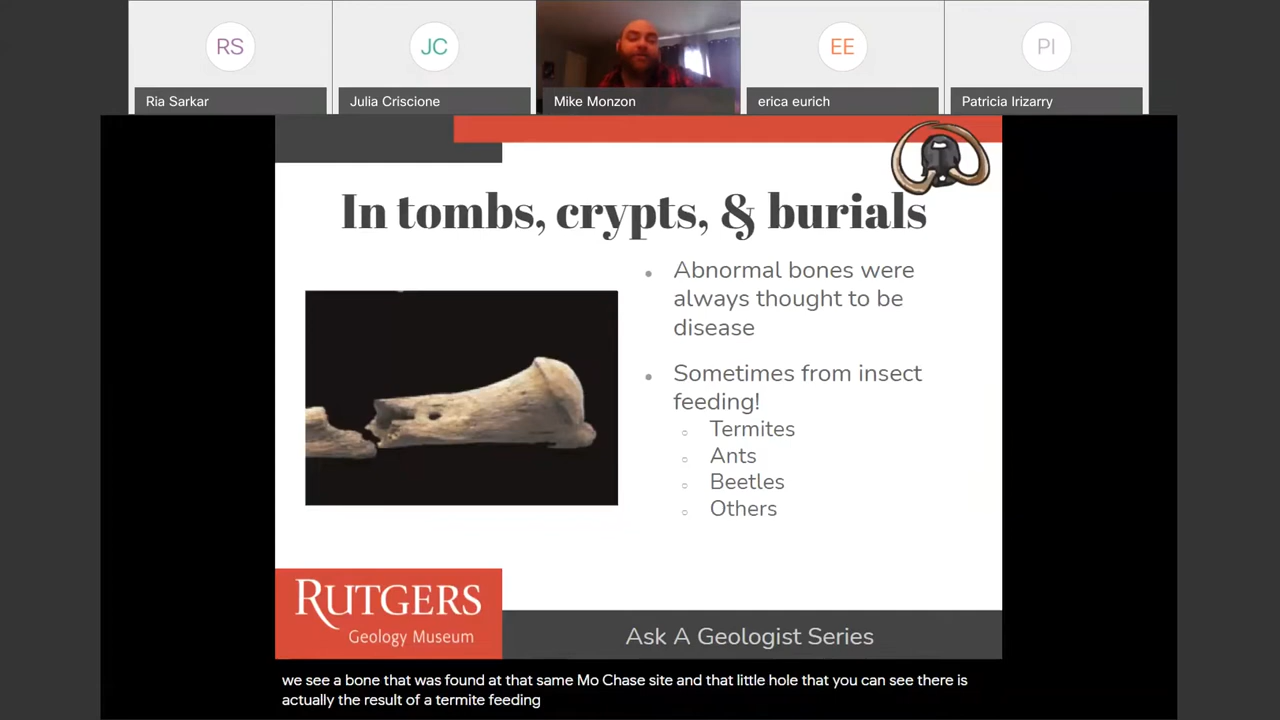 RS
JC
EE
PI
Ria Sarkar
Julia Criscione
Mike Monzon
erica eurich
Patricia Irizarry
In tombs, crypts, & burials
Abnormal bones were
always thought to be
disease
Sometimes from insect
feeding!
Termites
Ants
Beetles
Others
RUTGERS
Geology Museum
Ask A Geologist Series
we see a bone that was found at that same Mo Chase site and that little hole that you can see there is
actually the result of a termite feeding